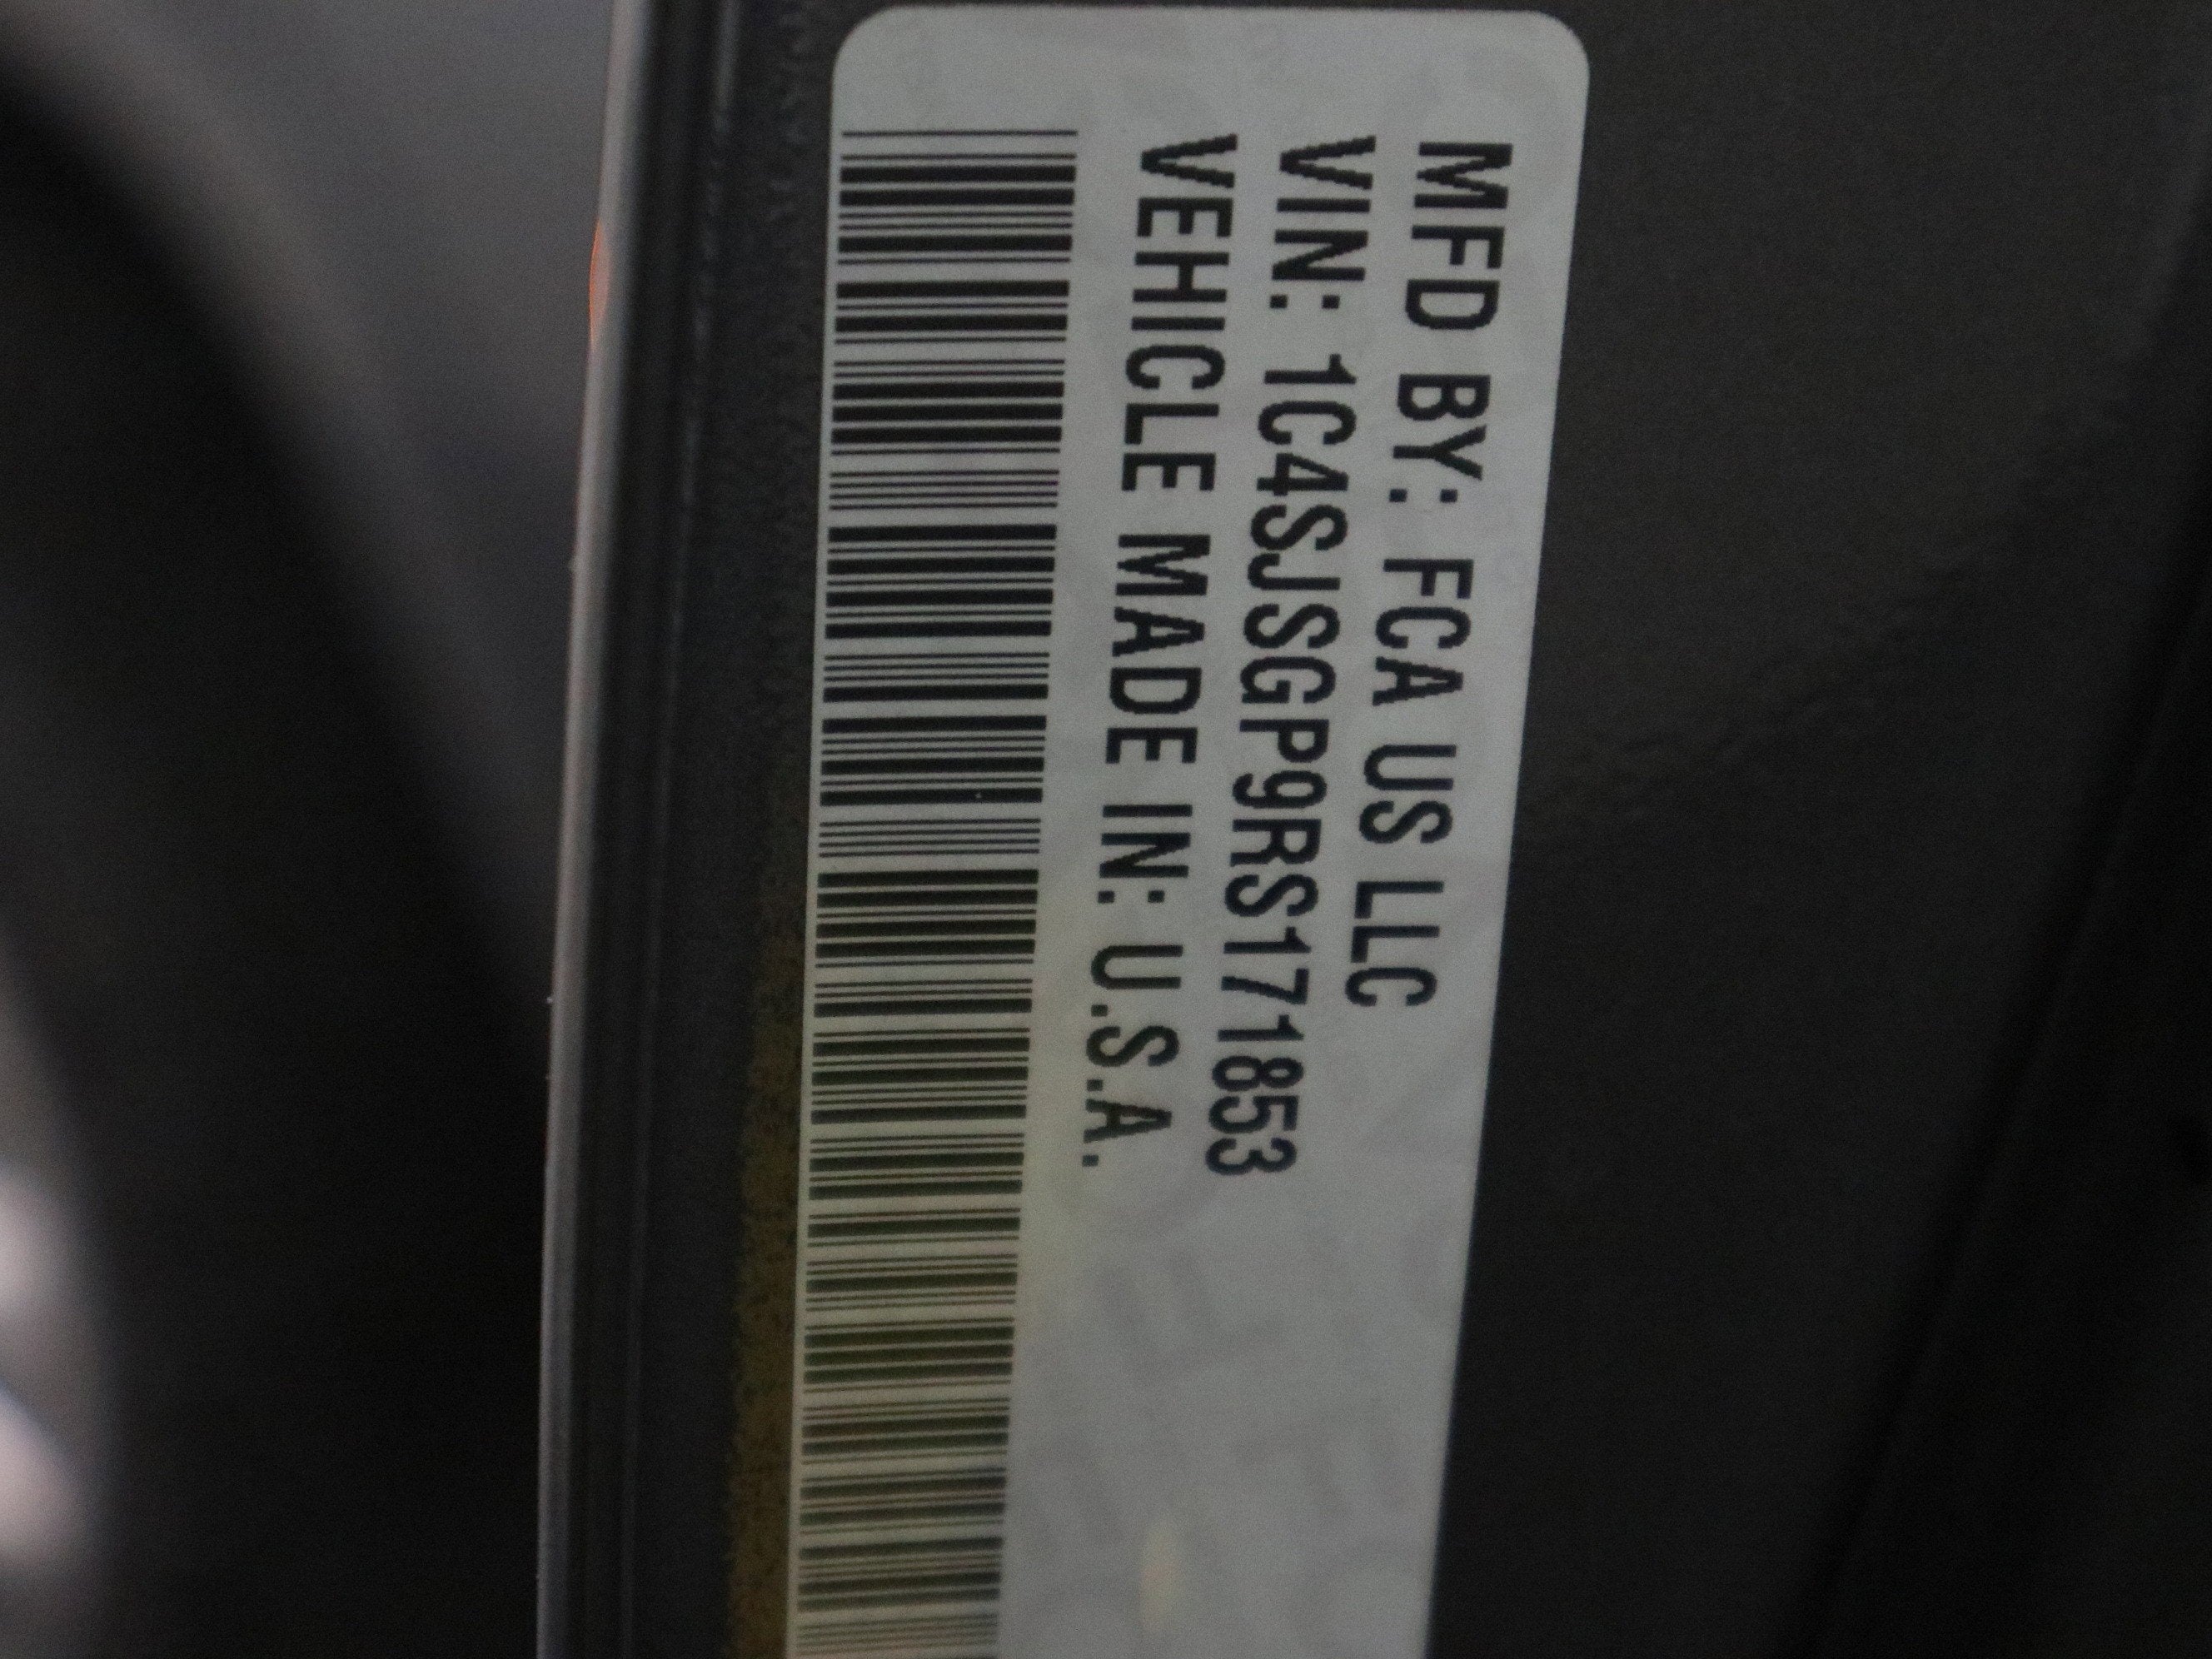 MFD BY: FCA US LLC
VIN: 1C4SJSGP9RS171853
VEHICLE MADE IN: U.S.A.